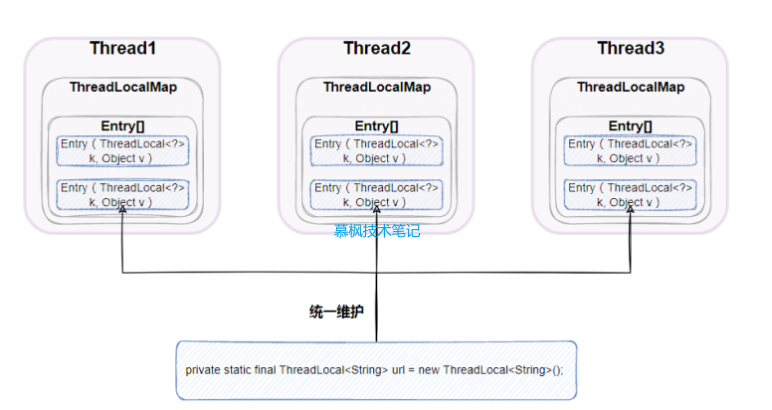 Thread1
ThreadLocalMap
Entry[]
Entry ( ThreadLocal<?>
k, Object v )
Entry ( ThreadLocal<?>
k, Object v )
Thread2
ThreadLocalMap
Entry[]
Entry ( ThreadLocal<?>
k, Object v )
Entry ( ThreadLocal<?>
k, Object v )
Thread3
ThreadLocalMap
Entry[]
Entry ( ThreadLocal<?>
k, Object v )
Entry ( ThreadLocal<?>
k, Object v )
慕枫技术笔记
统一维护
private static final ThreadLocal<String> url = new ThreadLocal<String>();